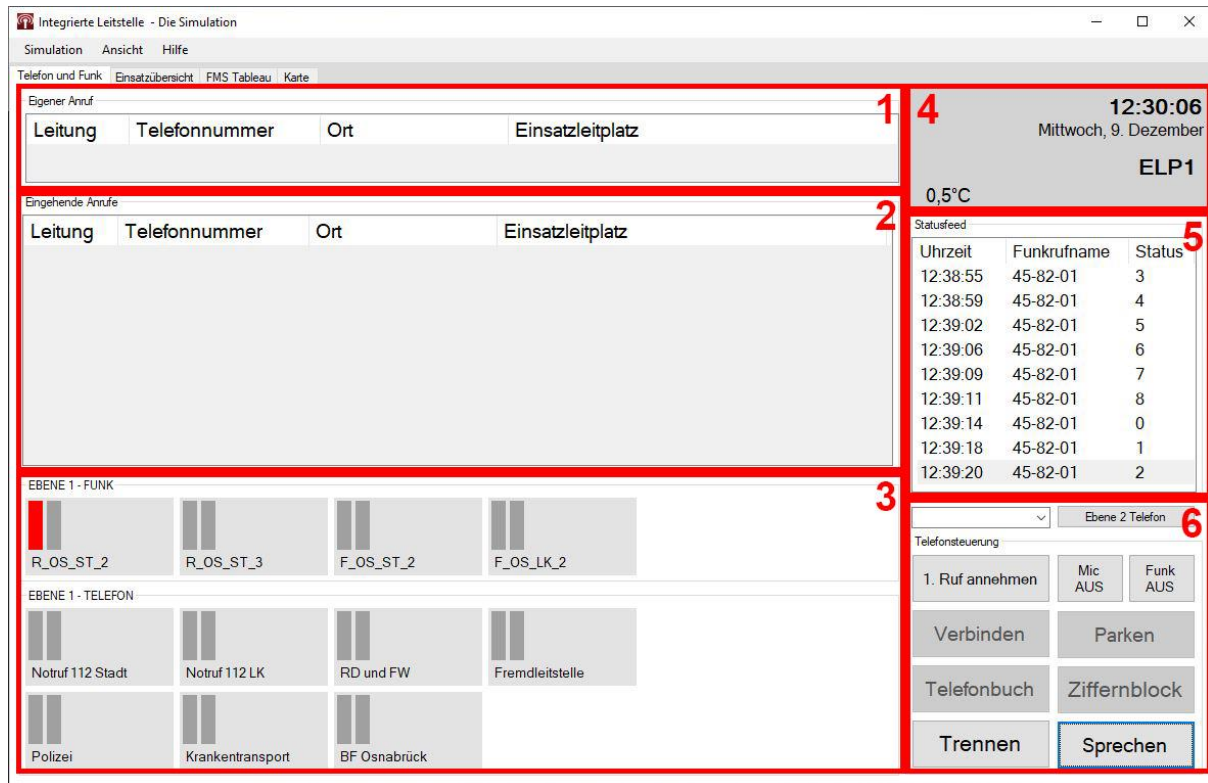 Integrierte Leitstelle - Die Simulation
Simulation Ansicht Hilfe
Telefon und Funk Einsatzübersicht FMS Tableau Karte
Eigener Anruf
1
Leitung Telefonnummer Ort Einsatzleitplatz
Eingehende Anrufe
2
Leitung Telefonnummer Ort Einsatzleitplatz
EBENE 1 - FUNK
3
R_OS_ST_2 R_OS_ST_3 F_OS_ST_2 F_OS_LK_2
EBENE 1 - TELEFON
Notruf 112 Stadt Notruf 112 LK RD und FW Fremdleitstelle
Polizei Krankentransport BF Osnabrück
4
12:30:06
Mittwoch, 9. Dezember
ELP1
0,5°C
Statusfeed
5
Uhrzeit Funkrufname Status
12:38:55 45-82-01 3
12:38:59 45-82-01 4
12:39:02 45-82-01 5
12:39:06 45-82-01 6
12:39:09 45-82-01 7
12:39:11 45-82-01 8
12:39:14 45-82-01 0
12:39:18 45-82-01 1
12:39:20 45-82-01 2
Ebene 2 Telefon
6
Telefonsteuerung
1. Ruf annehmen
Mic
AUS
Funk
AUS
Verbinden Parken
Telefonbuch Ziffernblock
Trennen Sprechen